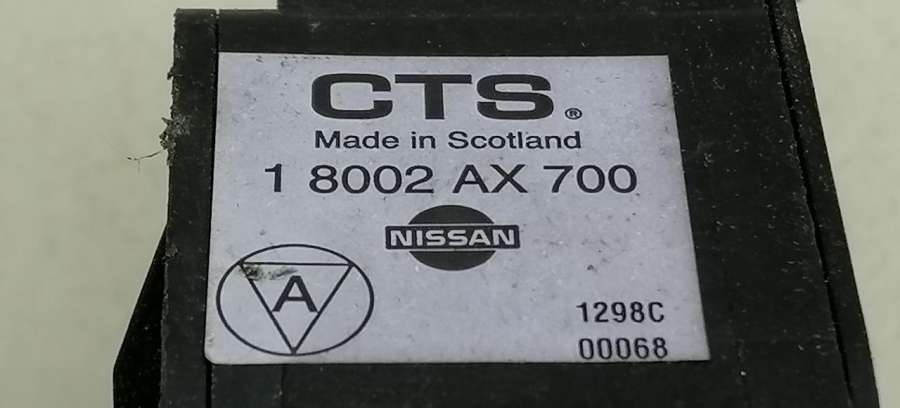 CTS®
Made in Scotland
1 8002 AX 700
NISSAN
A
1298C
00068